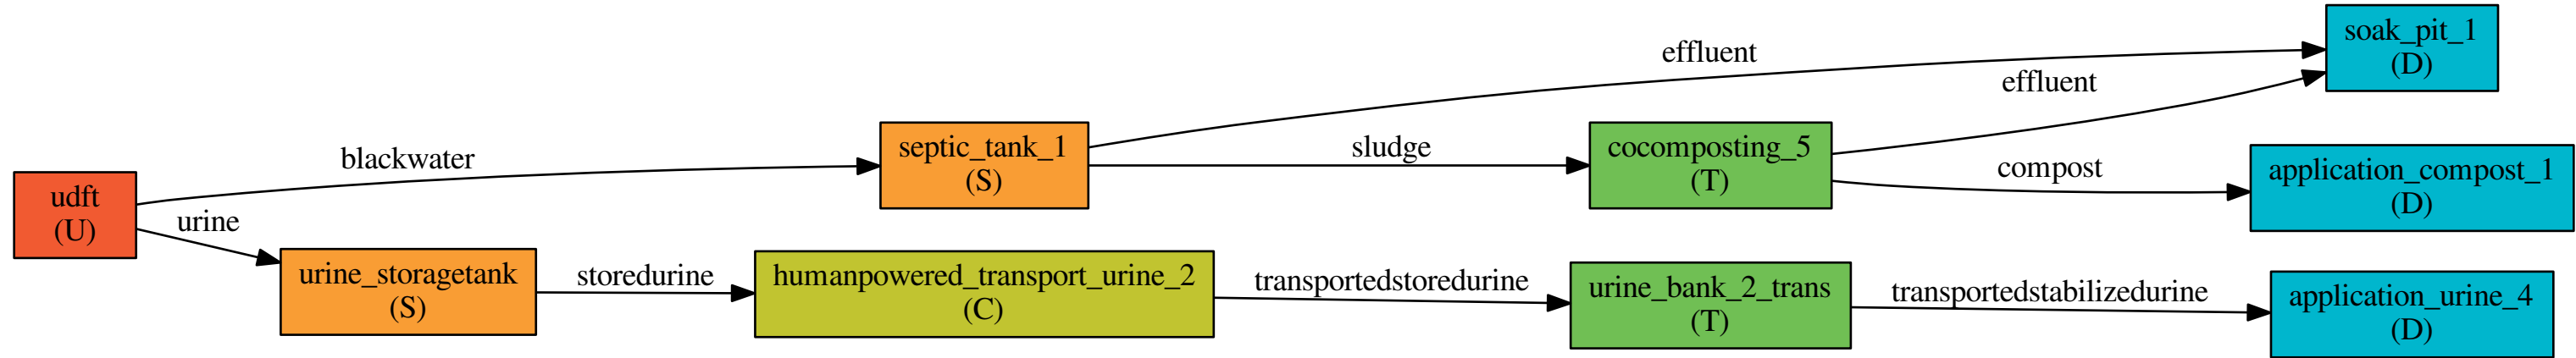 udft
(U)
blackwater
urine
septic_tank_1
(S)
urine_storagetank
(S)
storedurine
humanpowered_transport_urine_2
(C)
effluent
sludge
transportedstoredurine
cocomposting_5
(T)
urine_bank_2_trans
(T)
effluent
compost
transportedstabilizedurine
soak_pit_1
(D)
application_compost_1
(D)
application_urine_4
(D)